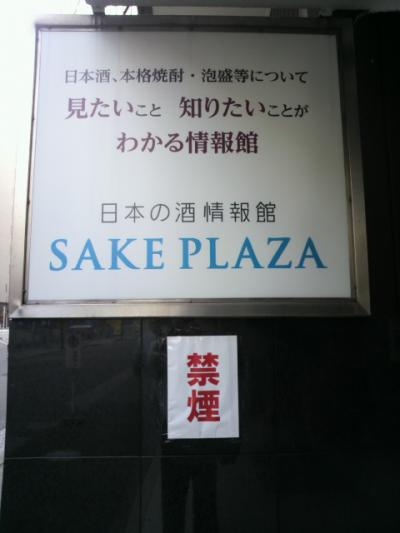 日本酒、本格焼酎・泡盛等について
見たいこと 知りたいことが
わかる情報館
日本の酒情報館
SAKE PLAZA
禁煙